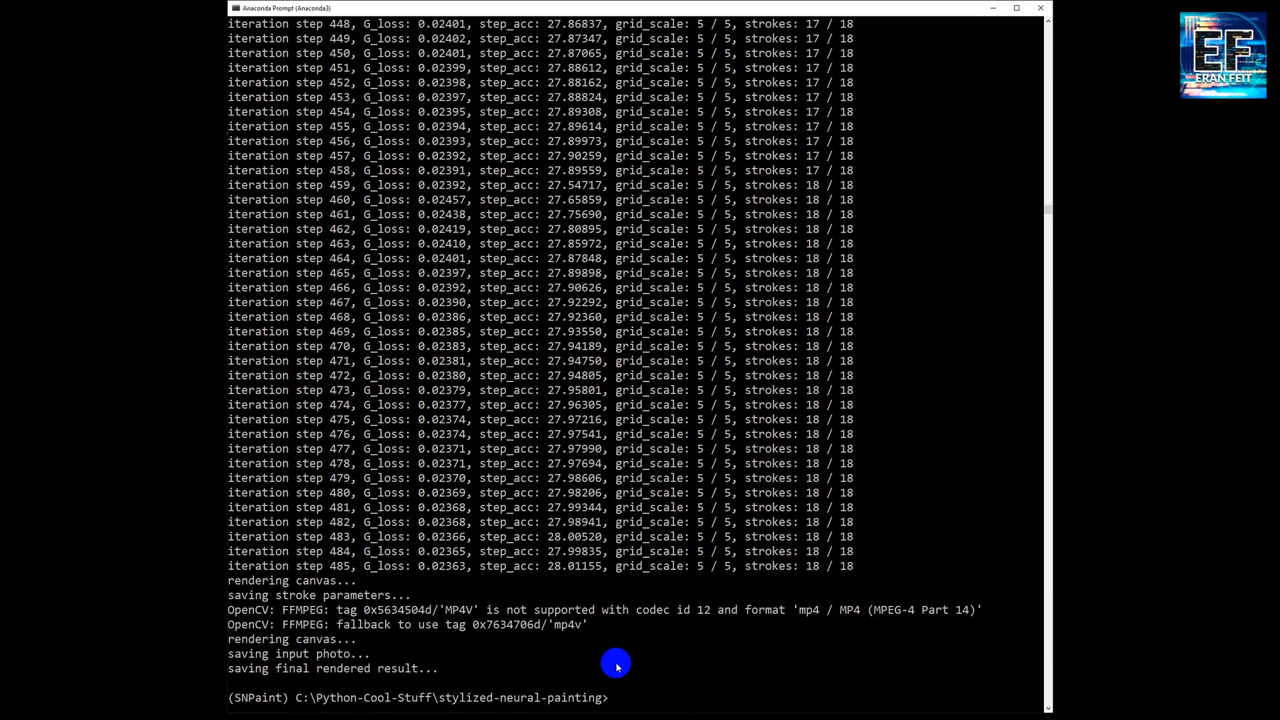 Anaconda Prompt (Anaconda3)
iteration step 448, G_loss: 0.02401, step_acc: 27.86837, grid_scale: 5 / 5, strokes: 17 / 18
iteration step 449, G_loss: 0.02402, step_acc: 27.87347, grid_scale: 5 / 5, strokes: 17 / 18
iteration step 450, G_loss: 0.02401, step_acc: 27.87065, grid_scale: 5 / 5, strokes: 17 / 18
iteration step 451, G_loss: 0.02399, step_acc: 27.88612, grid_scale: 5 / 5, strokes: 17 / 18
iteration step 452, G_loss: 0.02398, step_acc: 27.88162, grid_scale: 5 / 5, strokes: 17 / 18
iteration step 453, G_loss: 0.02397, step_acc: 27.88824, grid_scale: 5 / 5, strokes: 17 / 18
iteration step 454, G_loss: 0.02395, step_acc: 27.89308, grid_scale: 5 / 5, strokes: 17 / 18
iteration step 455, G_loss: 0.02394, step_acc: 27.89614, grid_scale: 5 / 5, strokes: 17 / 18
iteration step 456, G_loss: 0.02393, step_acc: 27.89973, grid_scale: 5 / 5, strokes: 17 / 18
iteration step 457, G_loss: 0.02392, step_acc: 27.90259, grid_scale: 5 / 5, strokes: 17 / 18
iteration step 458, G_loss: 0.02391, step_acc: 27.89559, grid_scale: 5 / 5, strokes: 17 / 18
iteration step 459, G_loss: 0.02392, step_acc: 27.54717, grid_scale: 5 / 5, strokes: 18 / 18
iteration step 460, G_loss: 0.02457, step_acc: 27.65859, grid_scale: 5 / 5, strokes: 18 / 18
iteration step 461, G_loss: 0.02438, step_acc: 27.75690, grid_scale: 5 / 5, strokes: 18 / 18
iteration step 462, G_loss: 0.02419, step_acc: 27.80895, grid_scale: 5 / 5, strokes: 18 / 18
iteration step 463, G_loss: 0.02410, step_acc: 27.85972, grid_scale: 5 / 5, strokes: 18 / 18
iteration step 464, G_loss: 0.02401, step_acc: 27.87848, grid_scale: 5 / 5, strokes: 18 / 18
iteration step 465, G_loss: 0.02397, step_acc: 27.89898, grid_scale: 5 / 5, strokes: 18 / 18
iteration step 466, G_loss: 0.02392, step_acc: 27.90626, grid_scale: 5 / 5, strokes: 18 / 18
iteration step 467, G_loss: 0.02390, step_acc: 27.92292, grid_scale: 5 / 5, strokes: 18 / 18
iteration step 468, G_loss: 0.02386, step_acc: 27.92360, grid_scale: 5 / 5, strokes: 18 / 18
iteration step 469, G_loss: 0.02385, step_acc: 27.93550, grid_scale: 5 / 5, strokes: 18 / 18
iteration step 470, G_loss: 0.02383, step_acc: 27.94189, grid_scale: 5 / 5, strokes: 18 / 18
iteration step 471, G_loss: 0.02381, step_acc: 27.94750, grid_scale: 5 / 5, strokes: 18 / 18
iteration step 472, G_loss: 0.02380, step_acc: 27.94805, grid_scale: 5 / 5, strokes: 18 / 18
iteration step 473, G_loss: 0.02379, step_acc: 27.95801, grid_scale: 5 / 5, strokes: 18 / 18
iteration step 474, G_loss: 0.02377, step_acc: 27.96305, grid_scale: 5 / 5, strokes: 18 / 18
iteration step 475, G_loss: 0.02374, step_acc: 27.97216, grid_scale: 5 / 5, strokes: 18 / 18
iteration step 476, G_loss: 0.02374, step_acc: 27.97541, grid_scale: 5 / 5, strokes: 18 / 18
iteration step 477, G_loss: 0.02371, step_acc: 27.97990, grid_scale: 5 / 5, strokes: 18 / 18
iteration step 478, G_loss: 0.02371, step_acc: 27.97694, grid_scale: 5 / 5, strokes: 18 / 18
iteration step 479, G_loss: 0.02370, step_acc: 27.98606, grid_scale: 5 / 5, strokes: 18 / 18
iteration step 480, G_loss: 0.02369, step_acc: 27.98206, grid_scale: 5 / 5, strokes: 18 / 18
iteration step 481, G_loss: 0.02368, step_acc: 27.99344, grid_scale: 5 / 5, strokes: 18 / 18
iteration step 482, G_loss: 0.02368, step_acc: 27.98941, grid_scale: 5 / 5, strokes: 18 / 18
iteration step 483, G_loss: 0.02366, step_acc: 28.00520, grid_scale: 5 / 5, strokes: 18 / 18
iteration step 484, G_loss: 0.02365, step_acc: 27.99835, grid_scale: 5 / 5, strokes: 18 / 18
iteration step 485, G_loss: 0.02363, step_acc: 28.01155, grid_scale: 5 / 5, strokes: 18 / 18
rendering canvas...
saving stroke parameters...
OpenCV: FFMPEG: tag 0x5634504d/'MP4V' is not supported with codec id 12 and format 'mp4 / MP4 (MPEG-4 Part 14)'
OpenCV: FFMPEG: fallback to use tag 0x7634706d/'mp4v'
rendering canvas...
saving input photo...
saving final rendered result...
(SNPaint) C:\Python-Cool-Stuff\stylized-neural-painting>
EF
ERAN FEIT